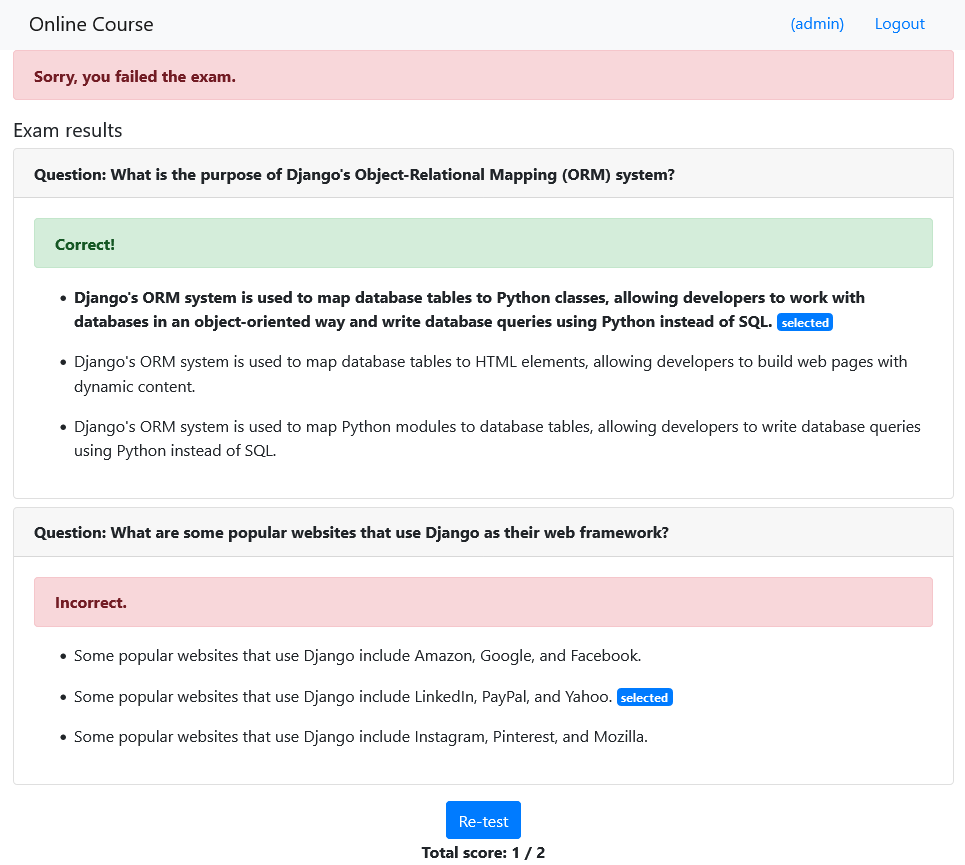 Online Course
(admin)
Logout
Sorry, you failed the exam.
Exam results
Question: What is the purpose of Django's Object-Relational Mapping (ORM) system?
Correct!
Django's ORM system is used to map database tables to Python classes, allowing developers to work with
databases in an object-oriented way and write database queries using Python instead of SQL. selected
Django's ORM system is used to map database tables to HTML elements, allowing developers to build web pages with
dynamic content.
Django's ORM system is used to map Python modules to database tables, allowing developers to write database queries
using Python instead of SQL.
Question: What are some popular websites that use Django as their web framework?
Incorrect.
Some popular websites that use Django include Amazon, Google, and Facebook.
Some popular websites that use Django include LinkedIn, PayPal, and Yahoo. selected
Some popular websites that use Django include Instagram, Pinterest, and Mozilla.
Re-test
Total score: 1 / 2